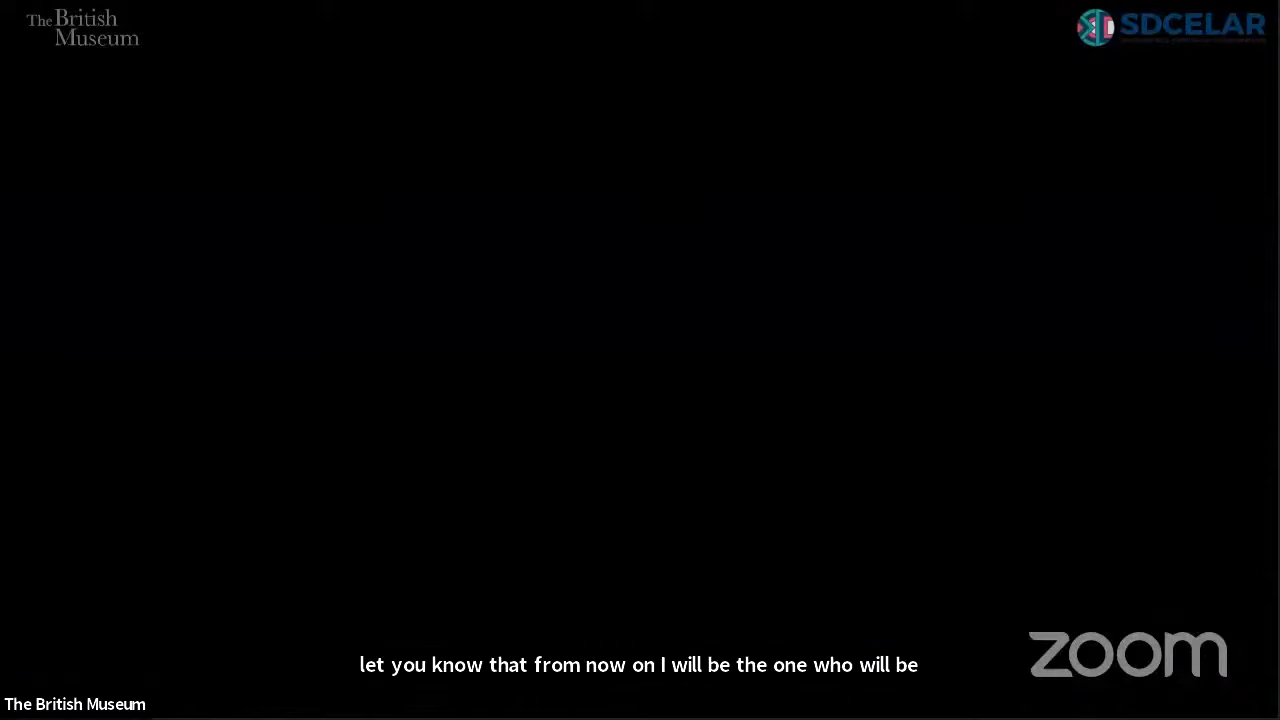 The British
Museum
SDCELAR
let you know that from now on I will be the one who will be
zoom
The British Museum